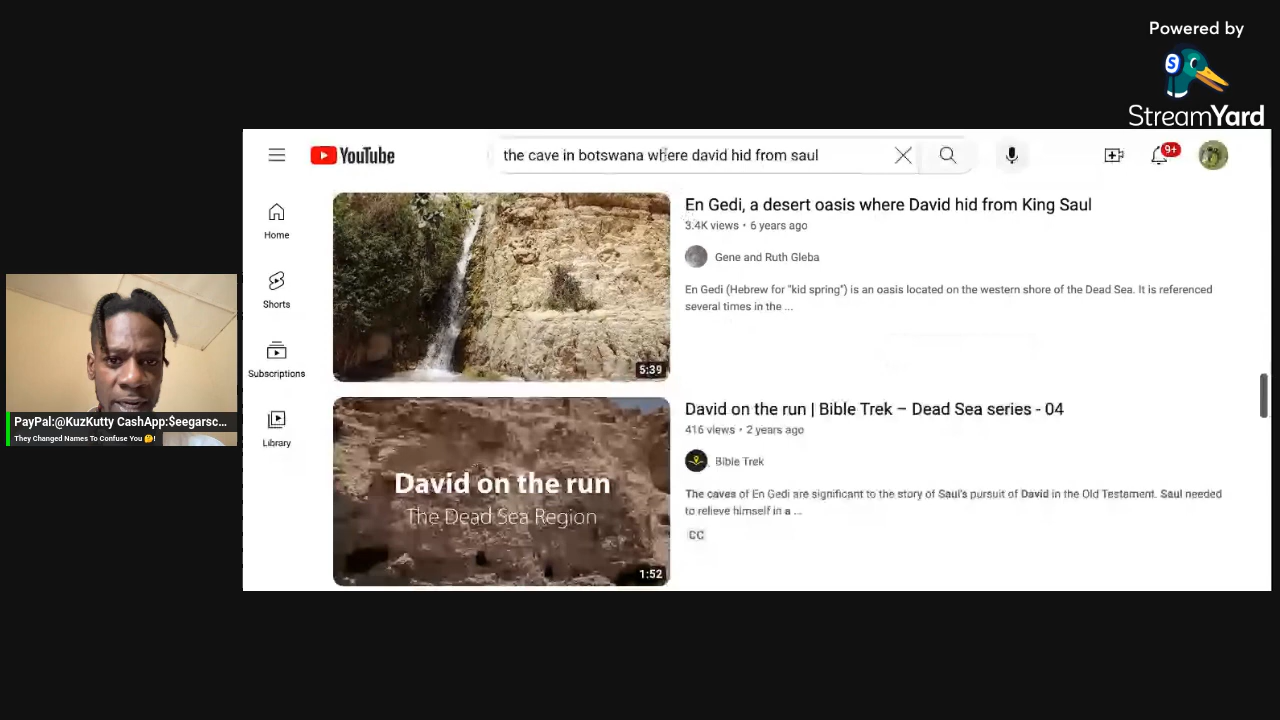 Powered by
S
StreamYard
YouTube
the cave in botswana where david hid from saul
9+
Home
Shorts
Subscriptions
Library
5:39
En Gedi, a desert oasis where David hid from King Saul
3.4K views • 6 years ago
Gene and Ruth Gleba
En Gedi (Hebrew for "kid spring") is an oasis located on the western shore of the Dead Sea. It is referenced
several times in the ...
David on the run
The Dead Sea Region
1:52
David on the run | Bible Trek – Dead Sea series - 04
416 views • 2 years ago
Bible Trek
The caves of En Gedi are significant to the story of Saul's pursuit of David in the Old Testament. Saul needed
to relieve himself in a ...
CC
PayPal:@KuzKutty CashApp:$eegarsc...
They Changed Names To Confuse You 🤔!